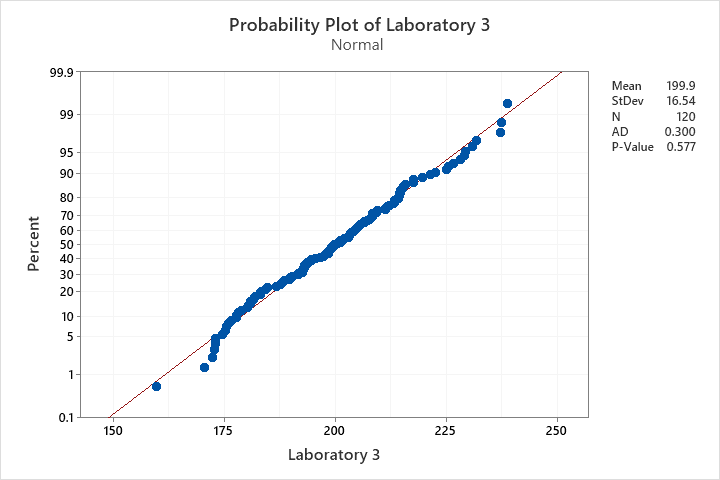 Probability Plot of Laboratory 3
Normal
99.9
99
95
90
80
70
60
50
40
30
20
10
5
1
0.1
Percent
150 175 200 225 250
Laboratory 3
Mean 199.9
StDev 16.54
N 120
AD 0.300
P-Value 0.577